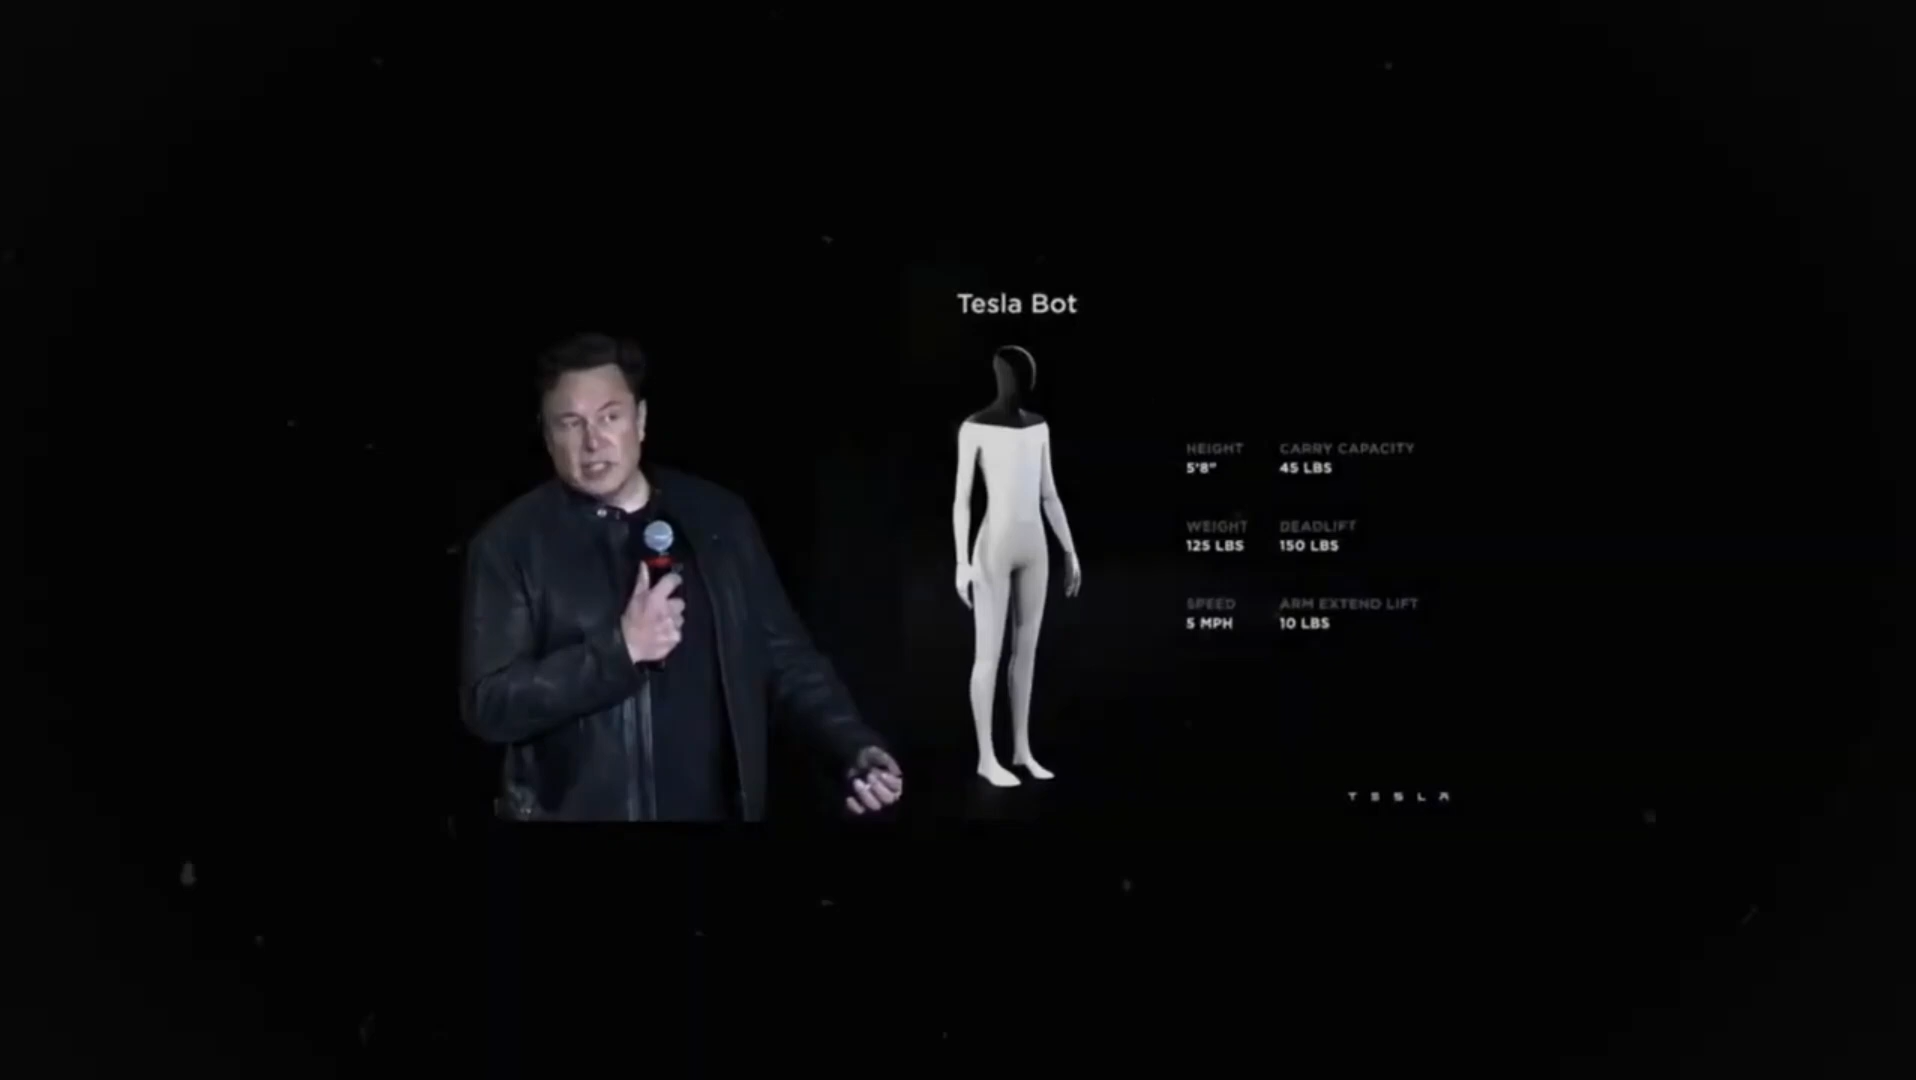 Tesla Bot
HEIGHT CARRY CAPACITY
5'8" 45 LBS
WEIGHT DEADLIFT
125 LBS 150 LBS
SPEED ARM EXTEND LIFT
5 MPH 10 LBS
TESLA